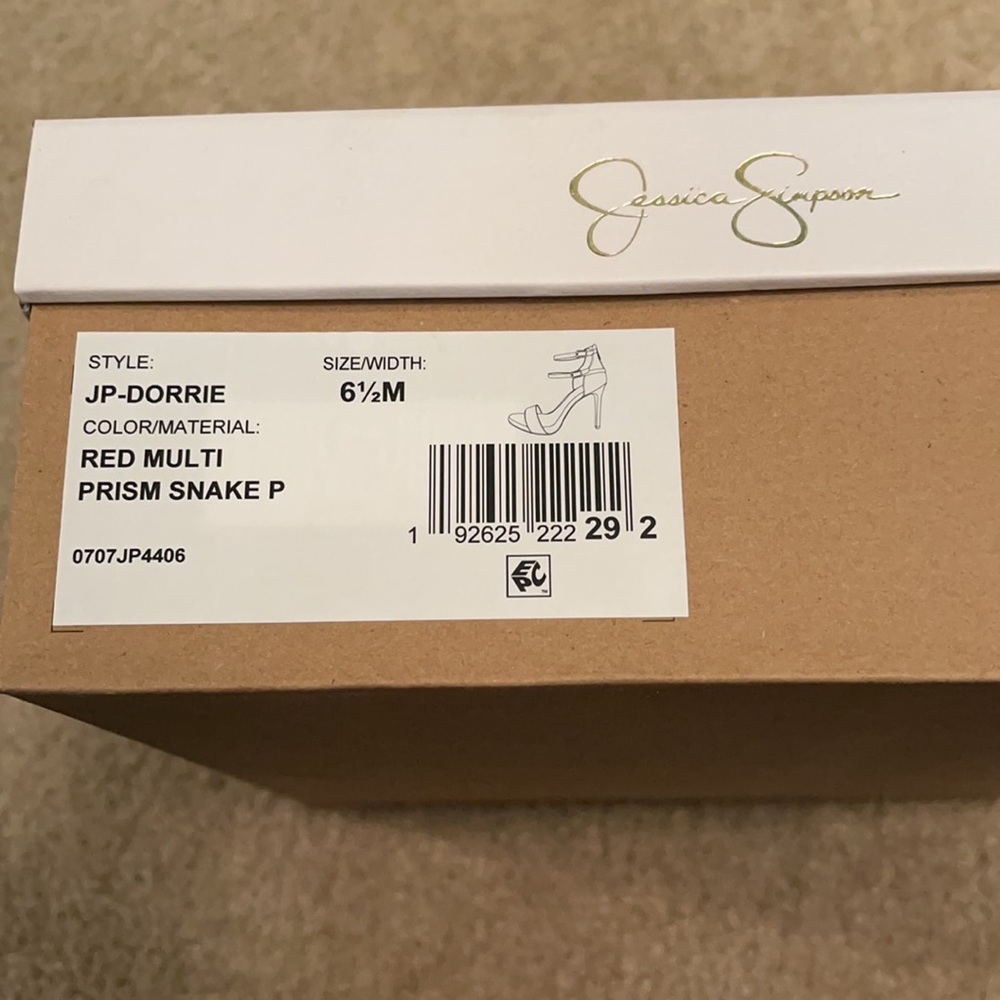 Jessica Simpson
STYLE:
JP-DORRIE
SIZE/WIDTH:
6½M
COLOR/MATERIAL:
RED MULTI
PRISM SNAKE P
0707JP4406
1 92625 222 29 2
EPC
™